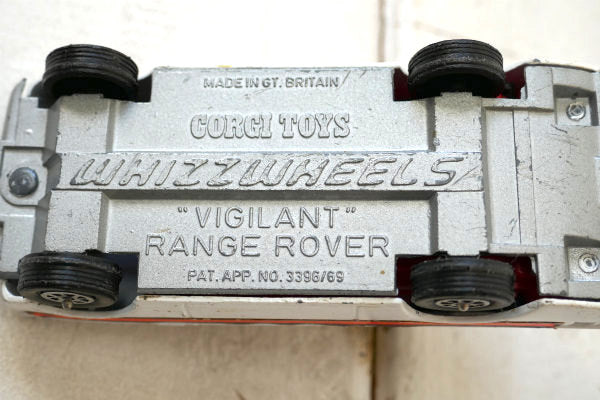 MADE IN GT. BRITAIN
CORGI TOYS
WHIZZWHEELS
"VIGILANT"
RANGE ROVER
PAT. APP. NO. 3396/69